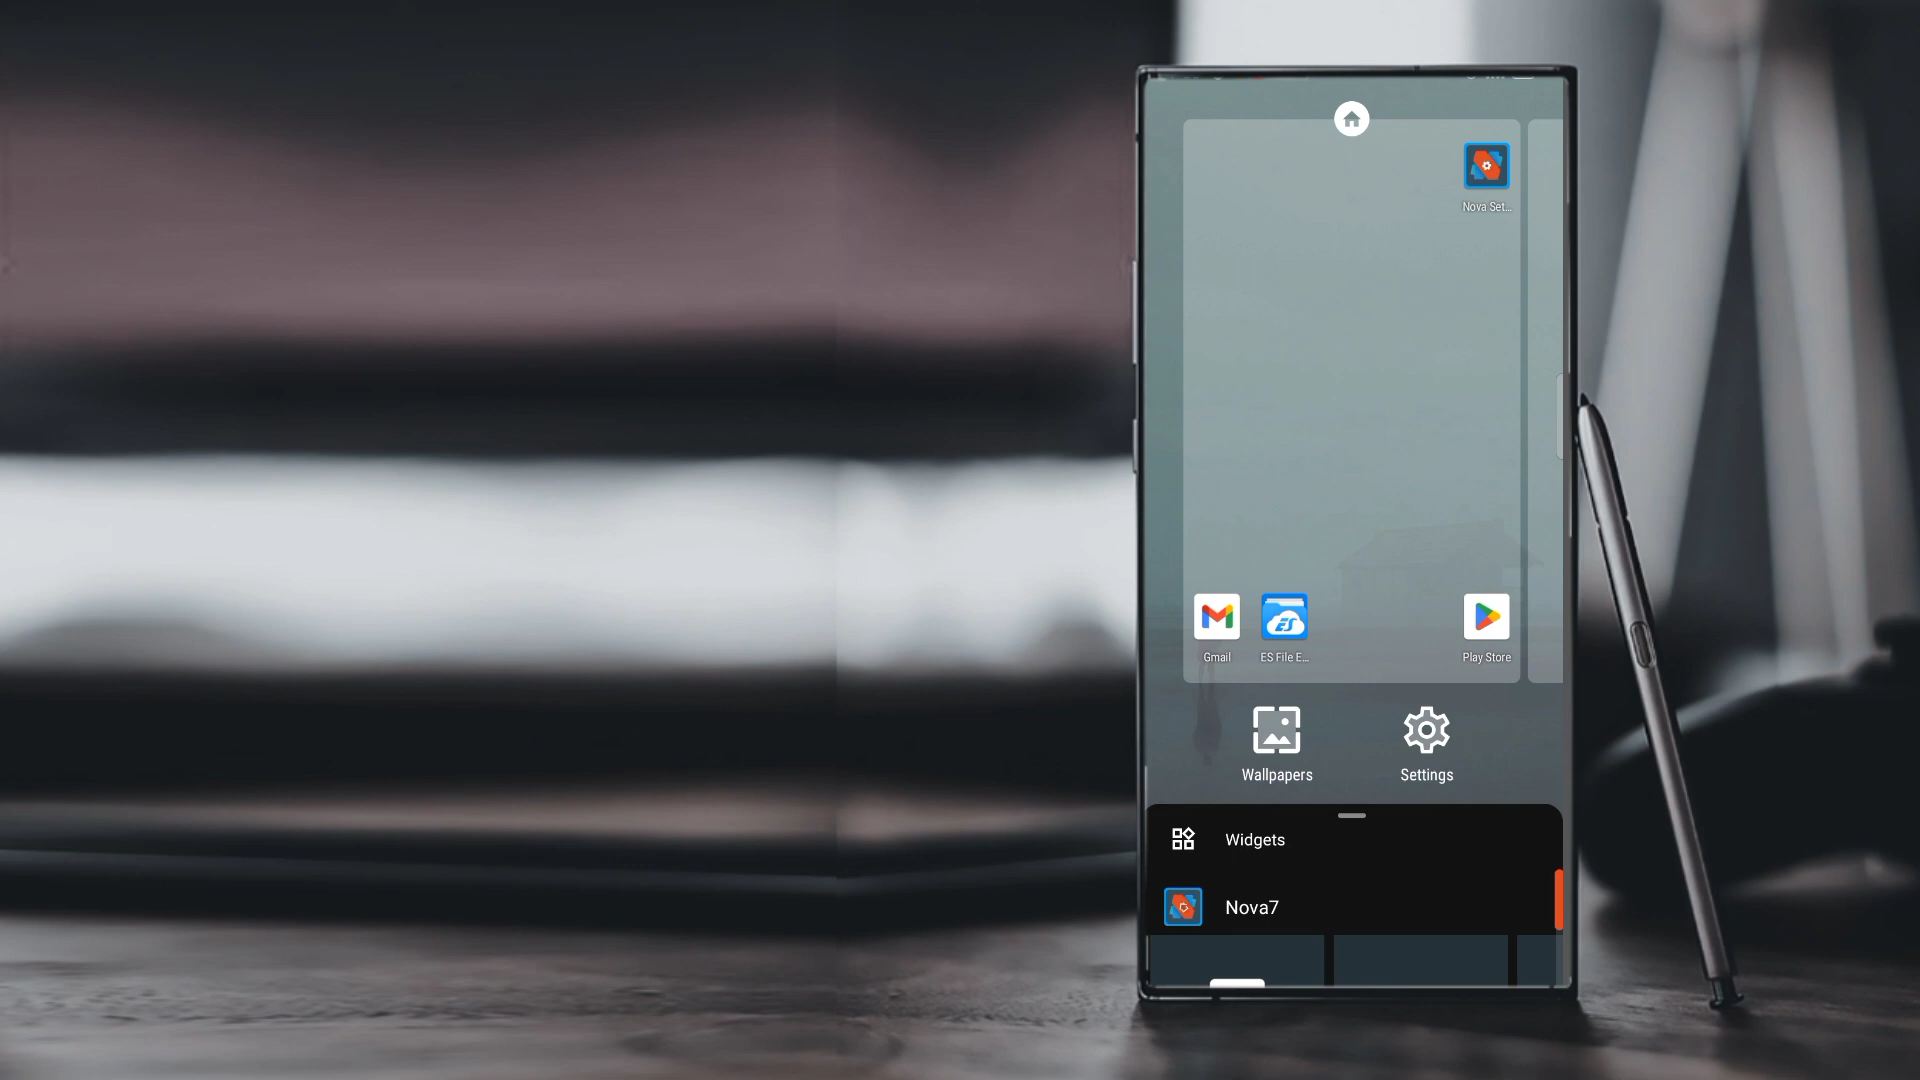 Nova Set...
Gmail
ES File E...
Play Store
Wallpapers
Settings
Widgets
Nova7